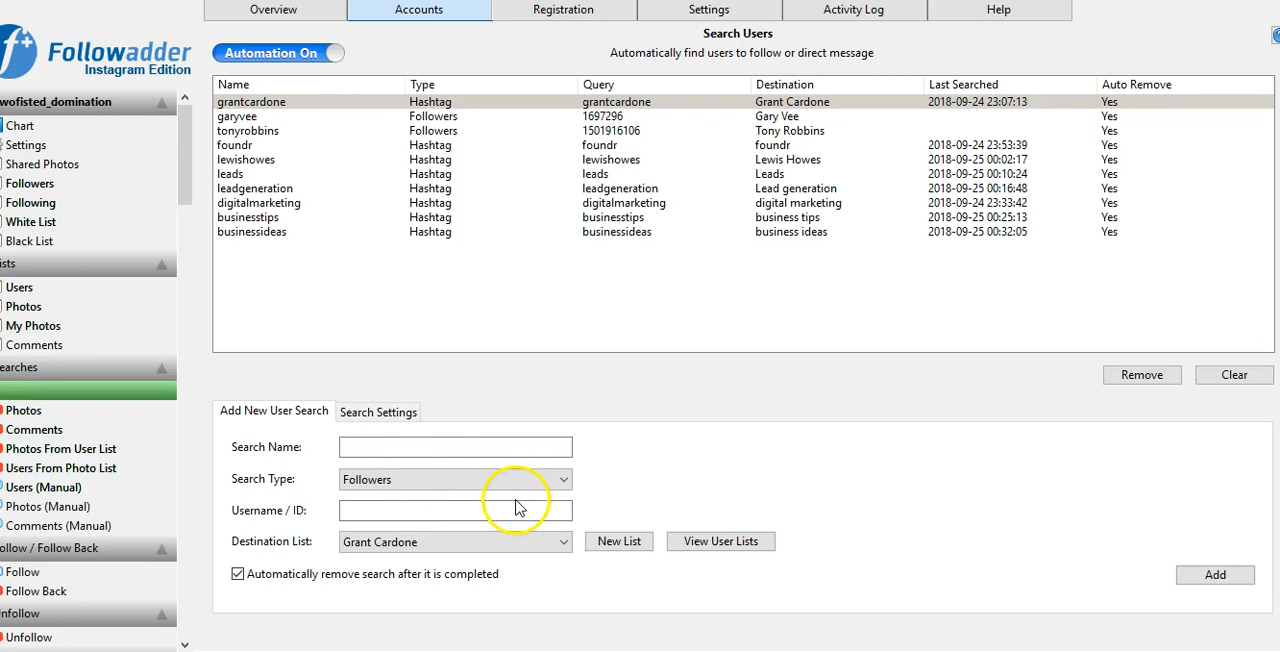 Overview Accounts Registration Settings Activity Log Help
Followadder
Instagram Edition
Automation On
Search Users
Automatically find users to follow or direct message
Name Type Query Destination Last Searched Auto Remove
grantcardone Hashtag grantcardone Grant Cardone 2018-09-24 23:07:13 Yes
garyvee Followers 1697296 Gary Vee Yes
tonyrobbins Followers 1501916106 Tony Robbins Yes
foundr Hashtag foundr foundr 2018-09-24 23:53:39 Yes
lewishowes Hashtag lewishowes Lewis Howes 2018-09-25 00:02:17 Yes
leads Hashtag leads Leads 2018-09-25 00:10:24 Yes
leadgeneration Hashtag leadgeneration Lead generation 2018-09-25 00:16:48 Yes
digitalmarketing Hashtag digitalmarketing digital marketing 2018-09-24 23:33:42 Yes
businesstips Hashtag businesstips business tips 2018-09-25 00:25:13 Yes
businessideas Hashtag businessideas business ideas 2018-09-25 00:32:05 Yes
Remove Clear
Add New User Search Search Settings
Search Name:
Search Type: Followers
Username / ID:
Destination List: Grant Cardone New List View User Lists
Automatically remove search after it is completed
Add
wofisted_domination
Chart
Settings
Shared Photos
Followers
Following
White List
Black List
ists
Users
Photos
My Photos
Comments
earches
Photos
Comments
Photos From User List
Users From Photo List
Users (Manual)
Photos (Manual)
Comments (Manual)
ollow / Follow Back
Follow
Follow Back
nfollow
Unfollow